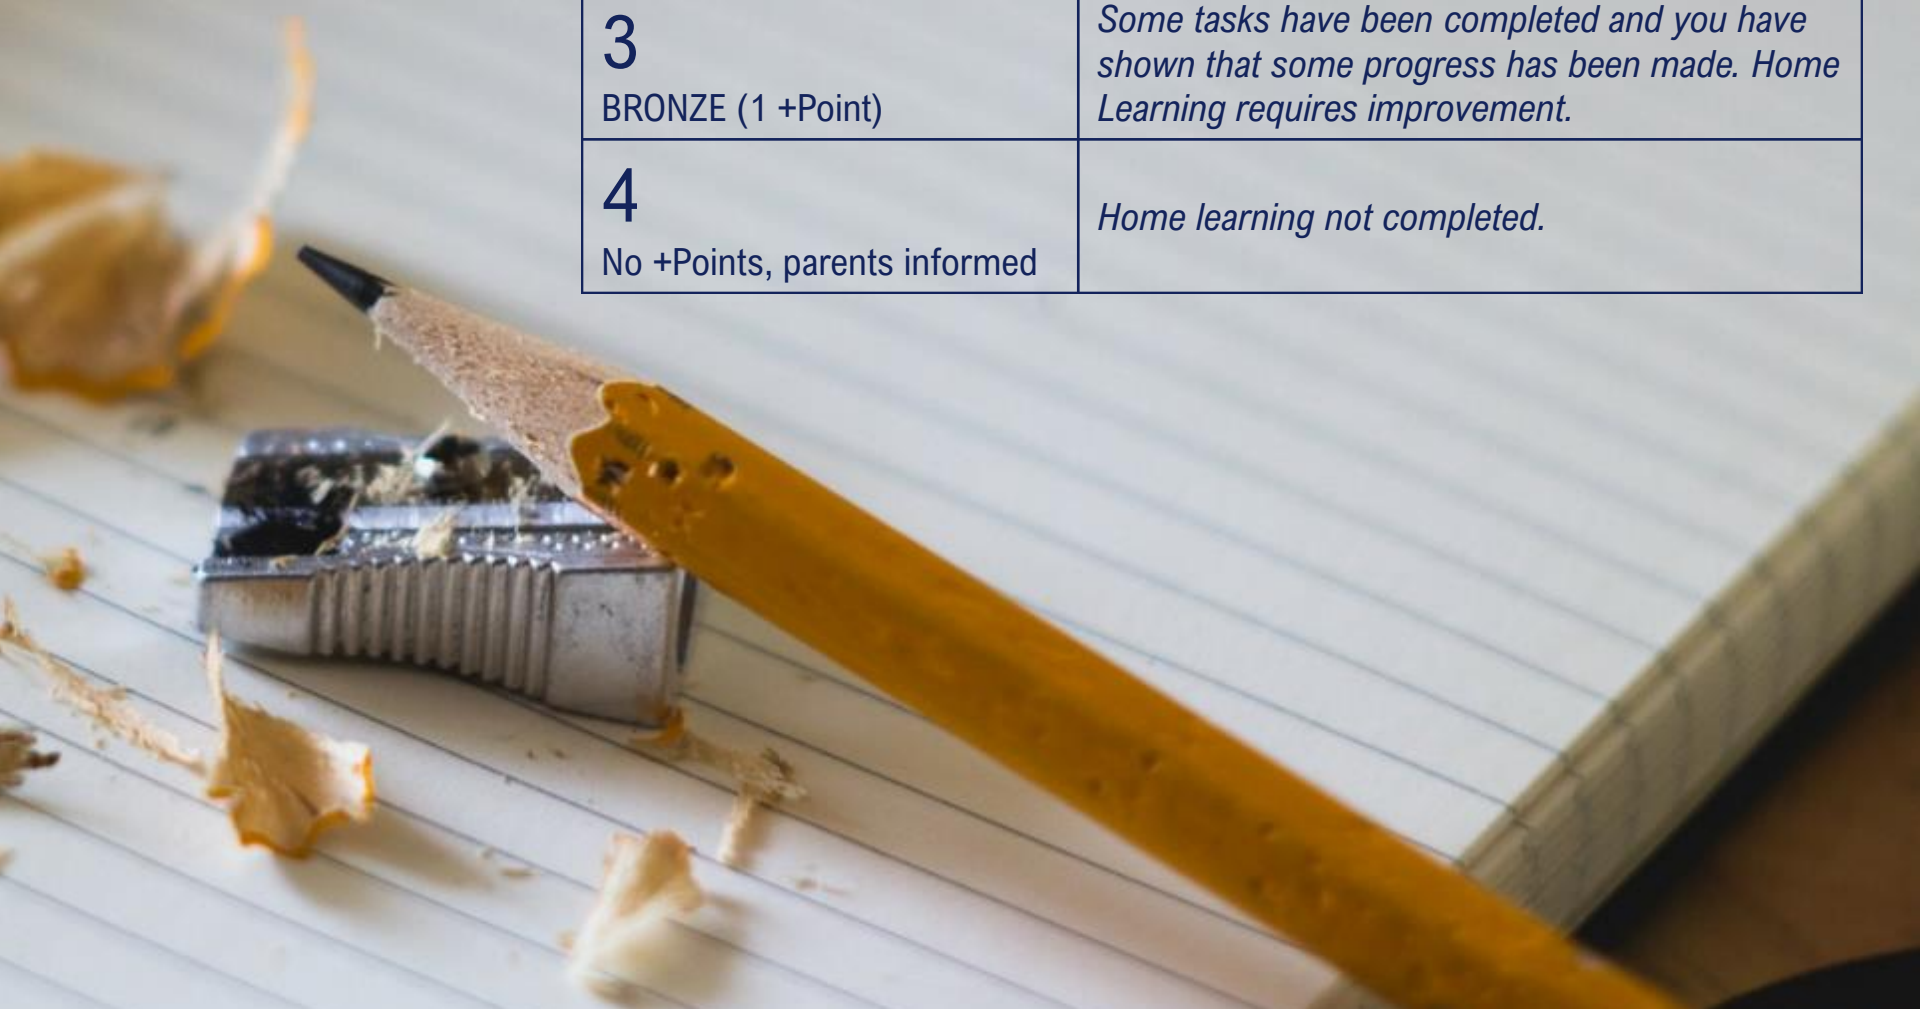 3
BRONZE (1 +Point)
Some tasks have been completed and you have
shown that some progress has been made. Home
Learning requires improvement.
4
No +Points, parents informed
Home learning not completed.